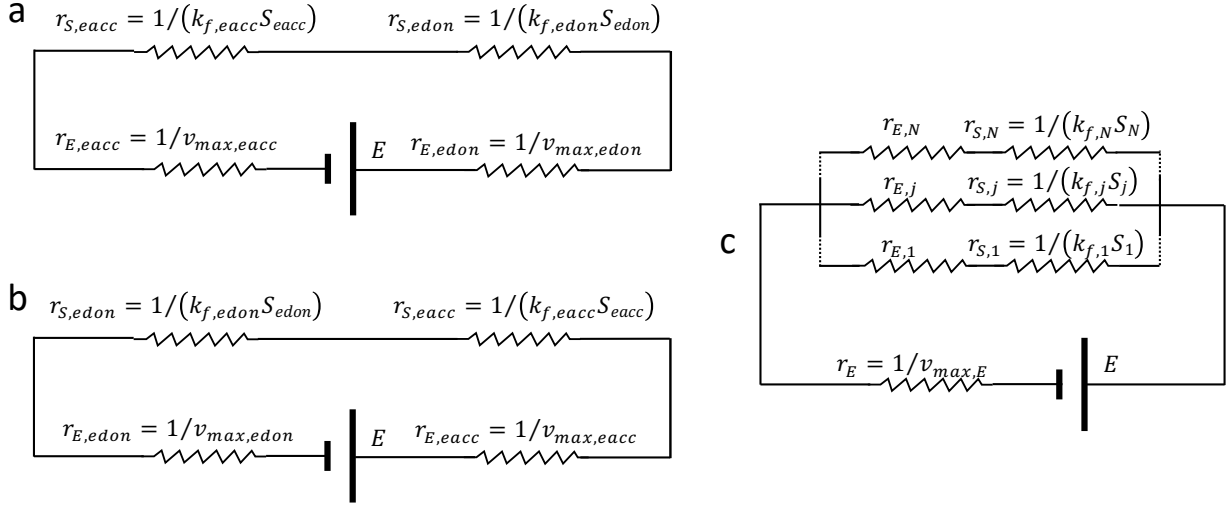 a
r_{S,eacc} = 1/(k_{f,eacc}S_{eacc}) r_{S,edon} = 1/(k_{f,edon}S_{edon})
r_{E,eacc} = 1/v_{max,eacc} E r_{E,edon} = 1/v_{max,edon}
b
r_{S,edon} = 1/(k_{f,edon}S_{edon}) r_{S,eacc} = 1/(k_{f,eacc}S_{eacc})
r_{E,edon} = 1/v_{max,edon} E r_{E,eacc} = 1/v_{max,eacc}
c
r_{E,N} r_{S,N} = 1/(k_{f,N}S_N)
r_{E,j} r_{S,j} = 1/(k_{f,j}S_j)
r_{E,1} r_{S,1} = 1/(k_{f,1}S_1)
r_E = 1/v_{max,E} E